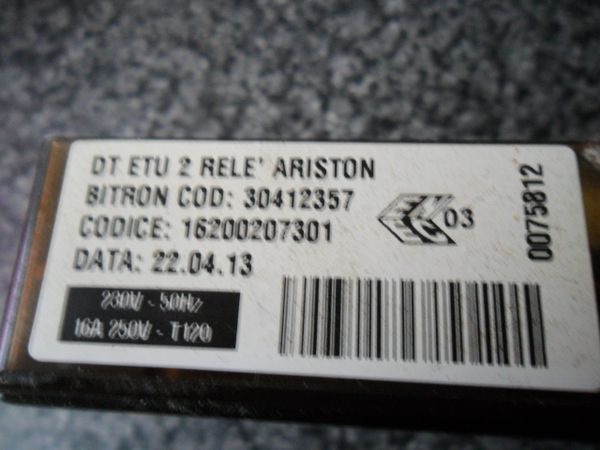 DT ETU 2 RELE' ARISTON
BITRON COD: 30412357
CODICE: 16200207301
DATA: 22.04.13
230V - 50Hz
16A 250V - T120
03
0075812